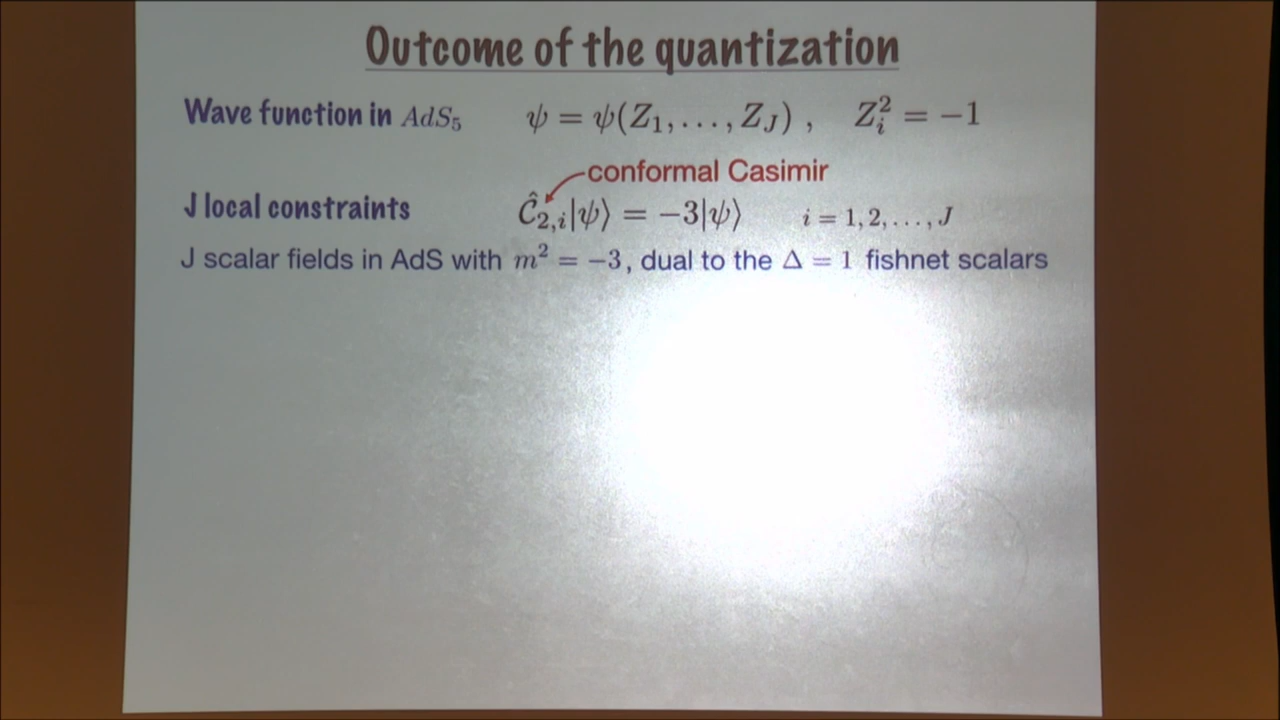 Outcome of the quantization
Wave function in AdS₅ ψ = ψ(Z₁, . . . , Z_J) , Z_i² = −1
conformal Casimir
J local constraints Ĉ₂,ᵢ|ψ⟩ = −3|ψ⟩ i = 1, 2, . . . , J
J scalar fields in AdS with m² = −3, dual to the Δ = 1 fishnet scalars